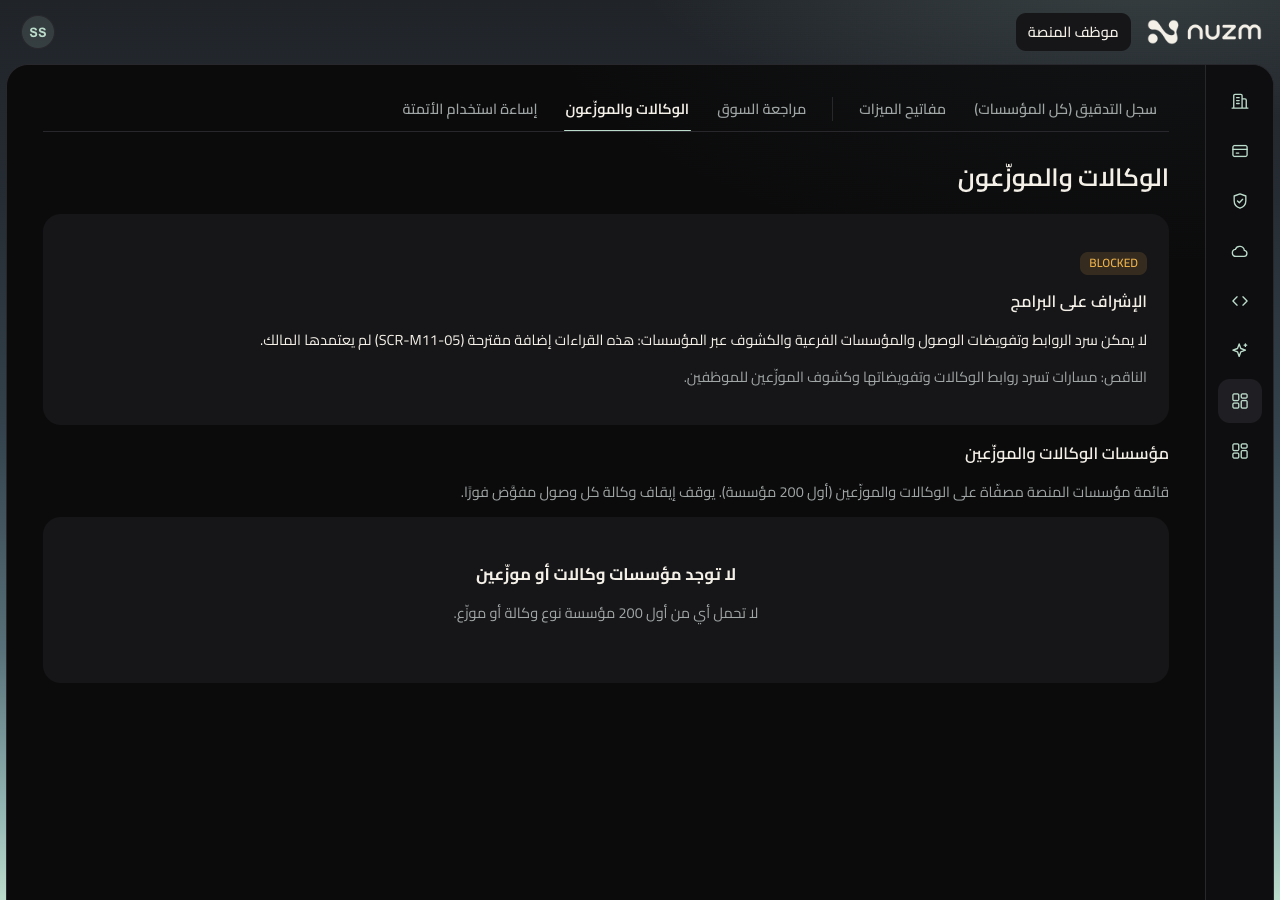 nuzm
موظف المنصة
SS
سجل التدقيق (كل المؤسسات)
مفاتيح الميزات
مراجعة السوق
الوكالات والموزّعون
إساءة استخدام الأتمتة
الوكالات والموزّعون
BLOCKED
الإشراف على البرامج
لا يمكن سرد الروابط وتفويضات الوصول والمؤسسات الفرعية والكشوف عبر المؤسسات: هذه القراءات إضافة مقترحة (SCR-M11-05) لم يعتمدها المالك.
الناقص: مسارات تسرد روابط الوكالات وتفويضاتها وكشوف الموزّعين للموظفين.
مؤسسات الوكالات والموزّعين
قائمة مؤسسات المنصة مصفّاة على الوكالات والموزّعين (أول 200 مؤسسة). يوقف إيقاف وكالة كل وصول مفوَّض فورًا.
لا توجد مؤسسات وكالات أو موزّعين
لا تحمل أي من أول 200 مؤسسة نوع وكالة أو موزّع.